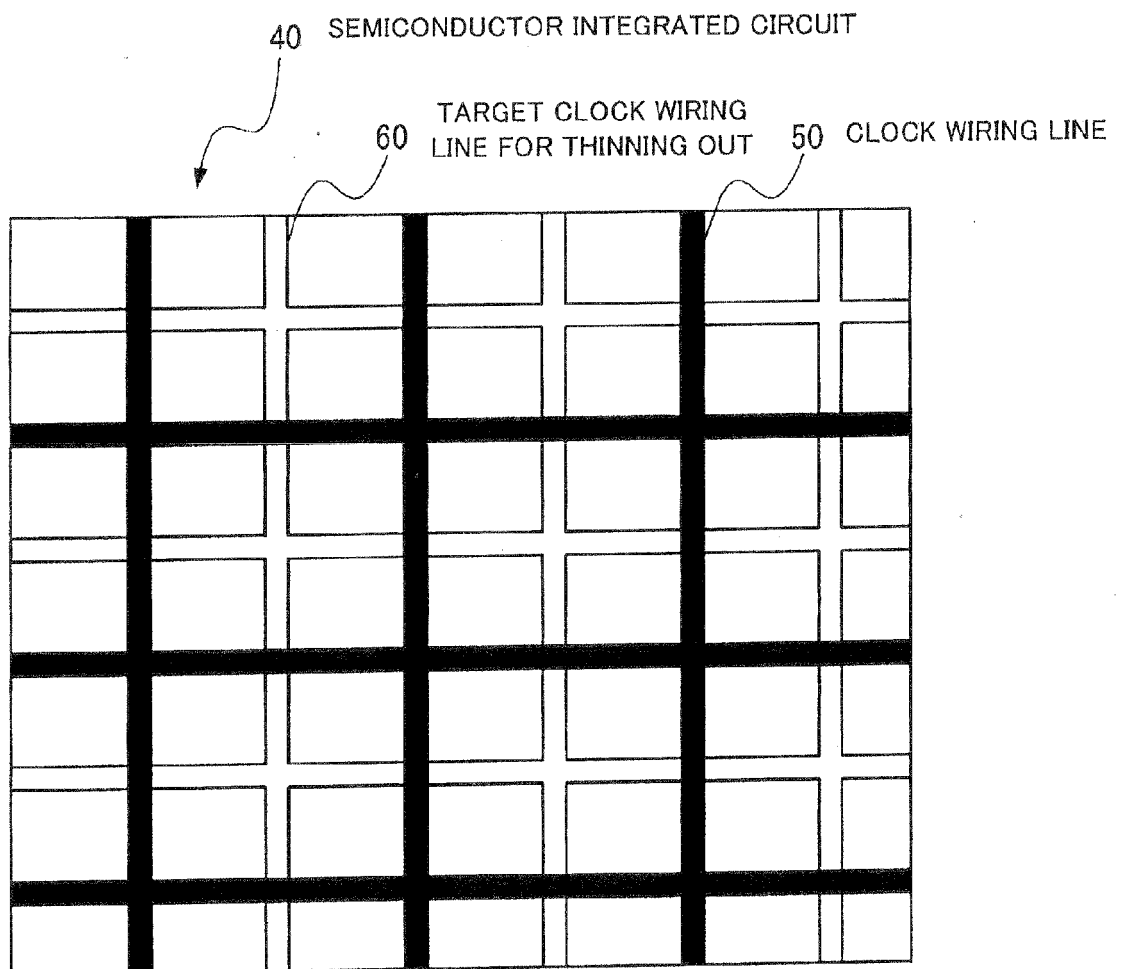 40 SEMICONDUCTOR INTEGRATED CIRCUIT
60 TARGET CLOCK WIRING
LINE FOR THINNING OUT
50 CLOCK WIRING LINE